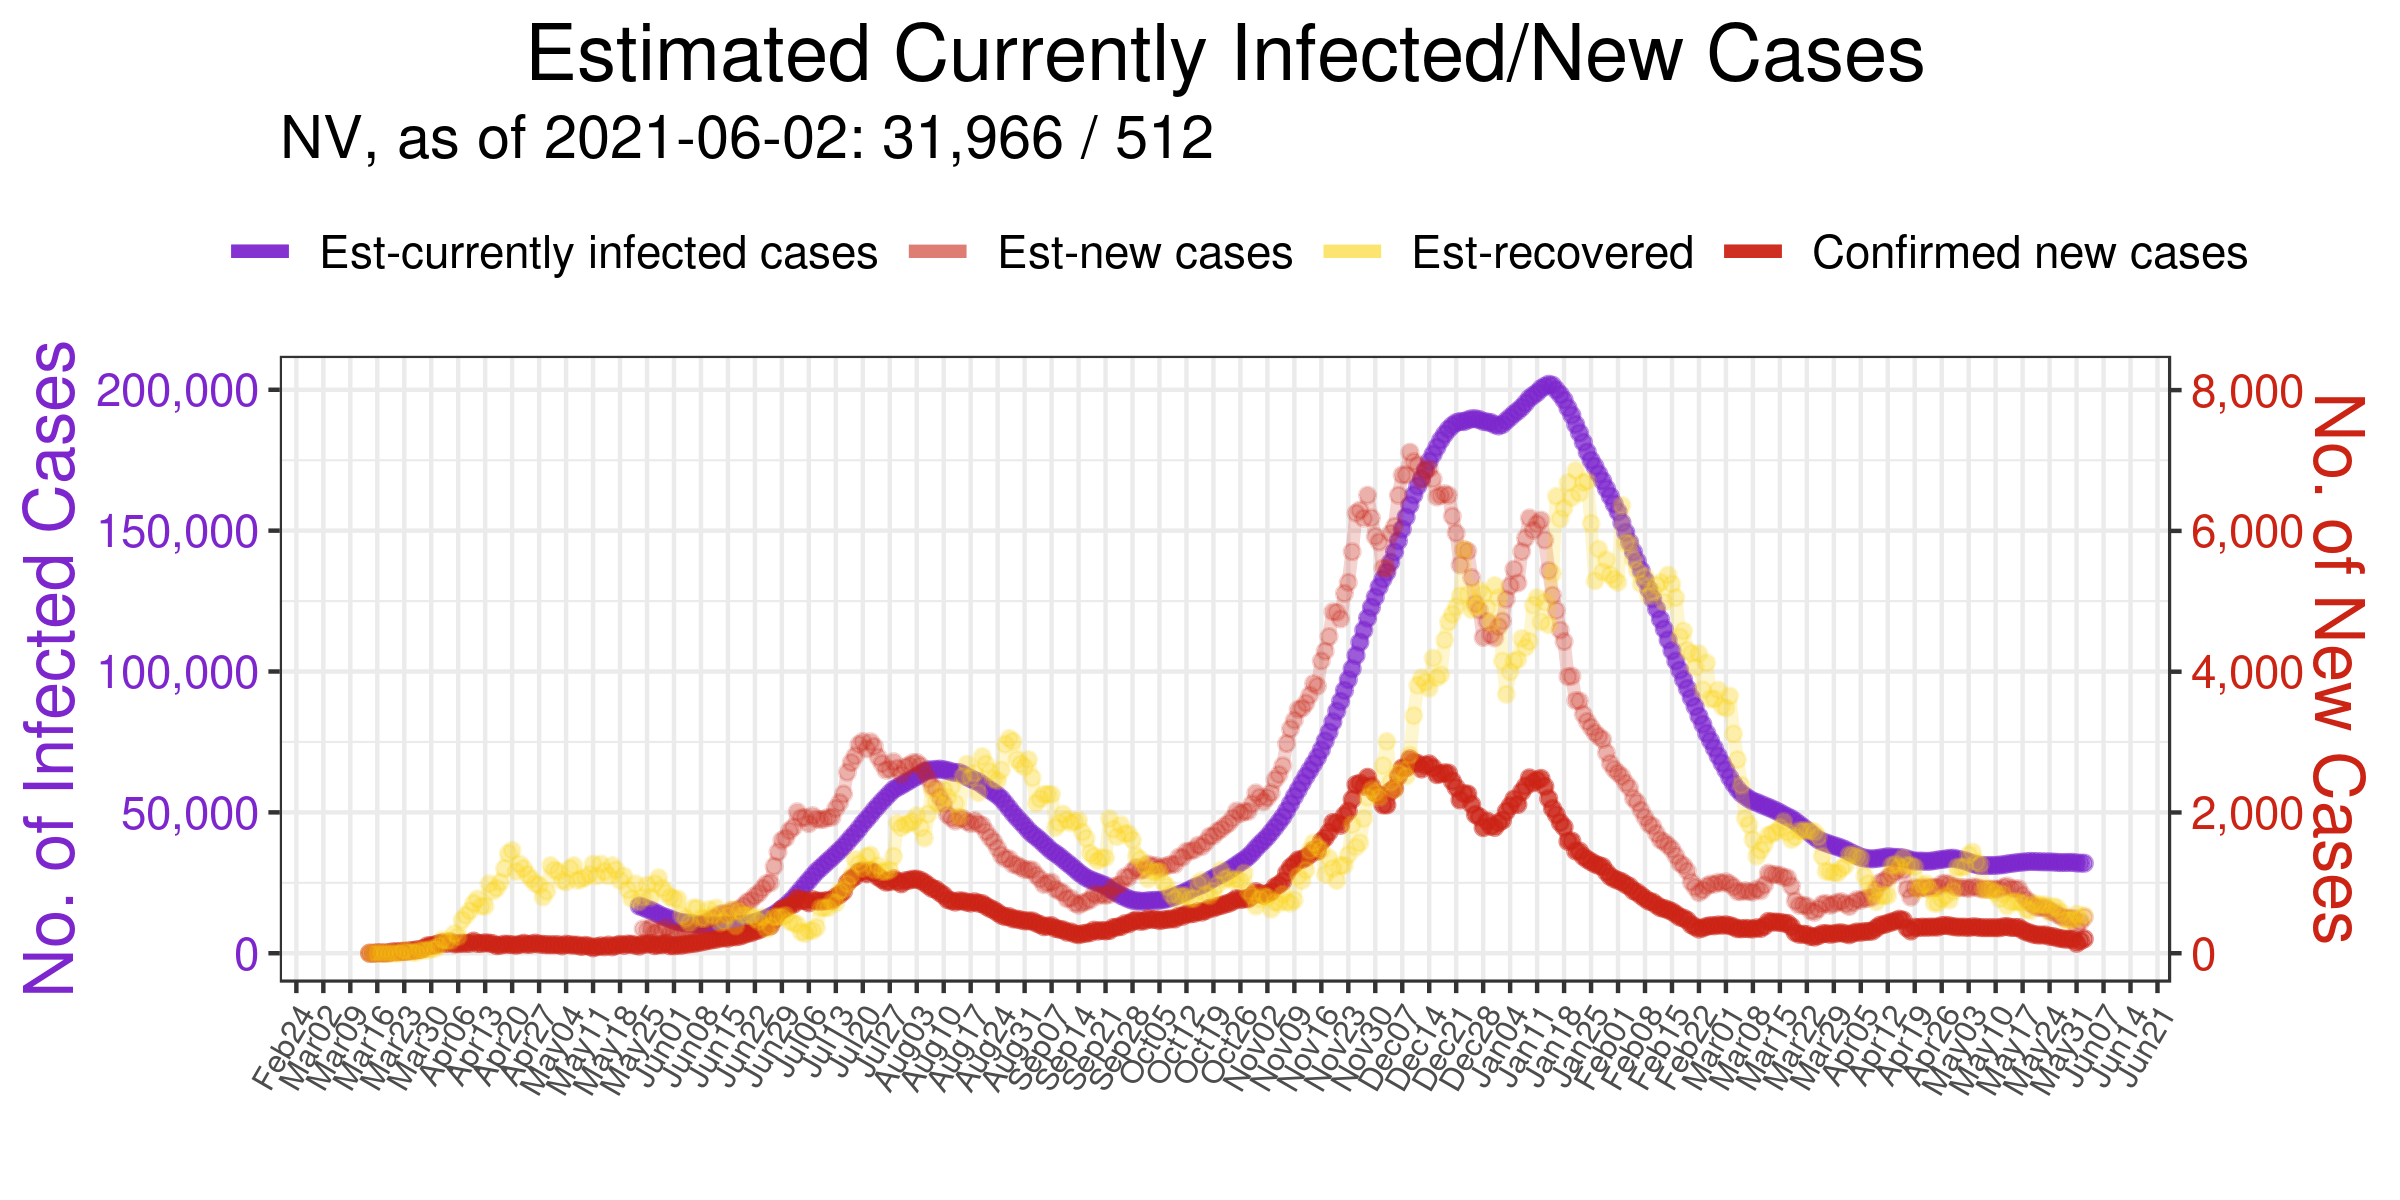 Estimated Currently Infected/New Cases
NV, as of 2021-06-02: 31,966 / 512
Est-currently infected cases
Est-new cases
Est-recovered
Confirmed new cases
No. of Infected Cases
200,000
150,000
100,000
50,000
0
8,000
6,000
4,000
2,000
0
No. of New Cases
Feb24
Mar02
Mar09
Mar16
Mar23
Mar30
Apr06
Apr13
Apr20
Apr27
May04
May11
May18
May25
Jun01
Jun08
Jun15
Jun22
Jun29
Jul06
Jul13
Jul20
Jul27
Aug03
Aug10
Aug17
Aug24
Aug31
Sep07
Sep14
Sep21
Sep28
Oct05
Oct12
Oct19
Oct26
Nov02
Nov09
Nov16
Nov23
Nov30
Dec07
Dec14
Dec21
Dec28
Jan04
Jan11
Jan18
Jan25
Feb01
Feb08
Feb15
Feb22
Mar01
Mar08
Mar15
Mar22
Mar29
Apr05
Apr12
Apr19
Apr26
May03
May10
May17
May24
May31
Jun07
Jun14
Jun21